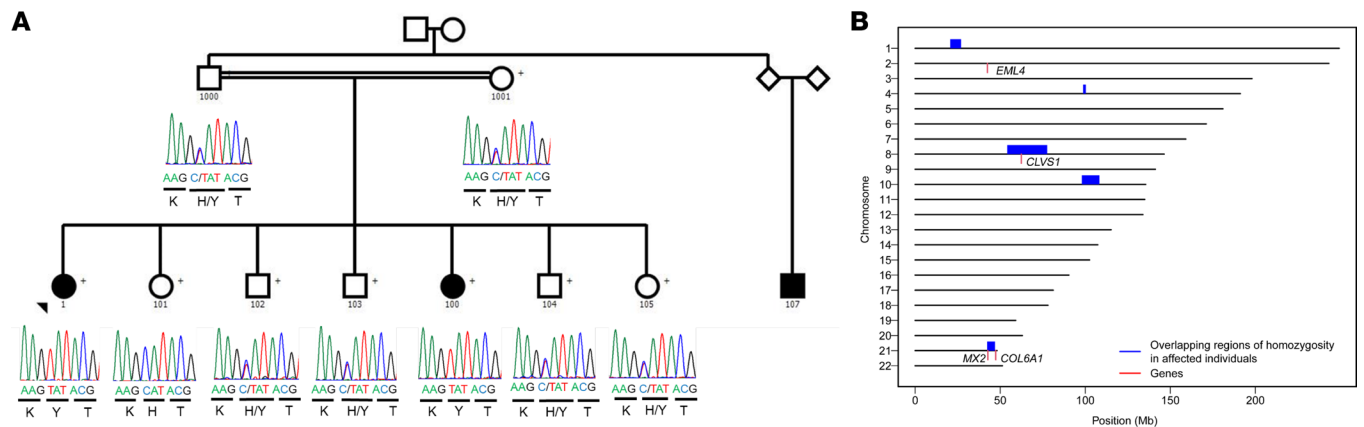 A
1000
1001
+
AAG C/TAT ACG
K H/Y T
AAG C/TAT ACG
K H/Y T
+ + + + + + +
1 101 102 103 100 104 105 107
AAG TAT ACG
K Y T
AAG CAT ACG
K H T
AAG C/TAT ACG
K H/Y T
AAG C/TAT ACG
K H/Y T
AAG TAT ACG
K Y T
AAG C/TAT ACG
K H/Y T
AAG C/TAT ACG
K H/Y T
B
Chromosome
1
2
EML4
3
4
5
6
7
8
CLVS1
9
10
11
12
13
14
15
16
17
18
19
20
21
MX2 COL6A1
22
Overlapping regions of homozygosity
in affected individuals
Genes
0 50 100 150 200
Position (Mb)